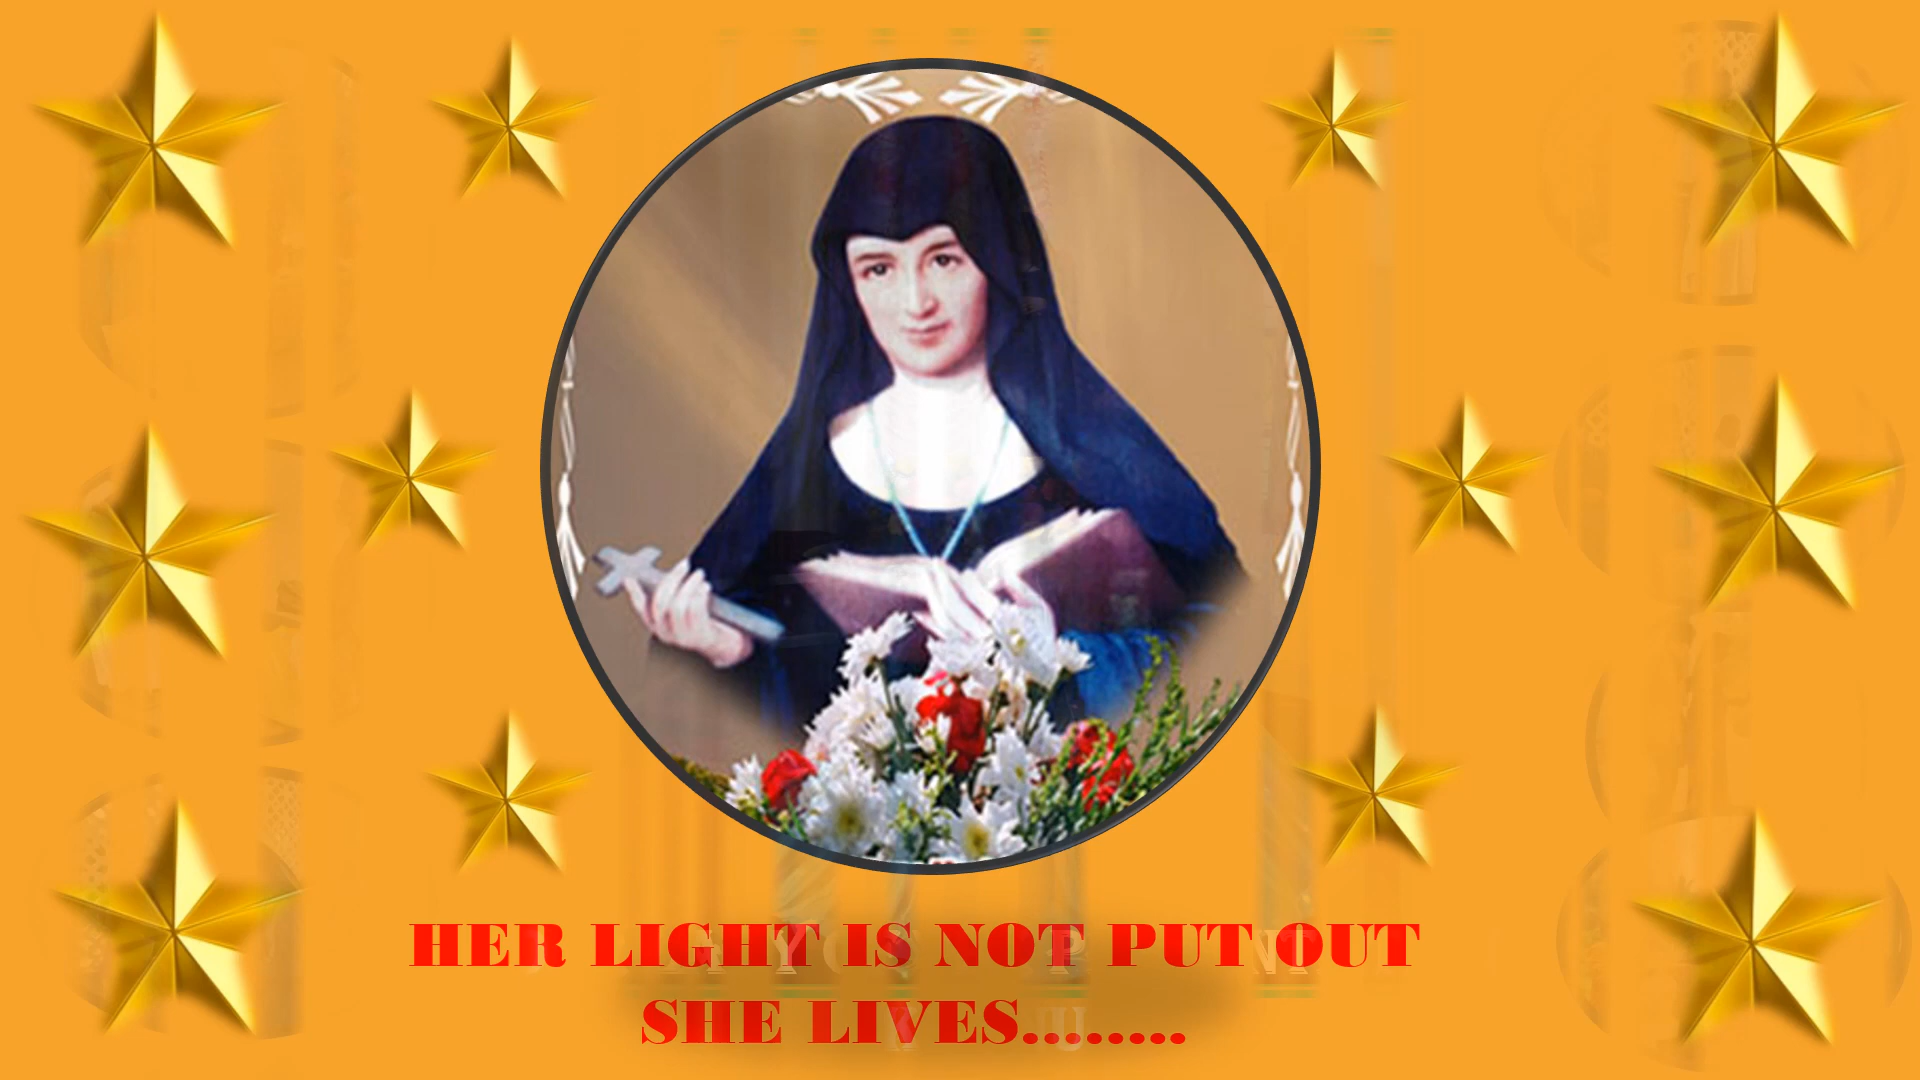 HER LIGHT IS NOT PUT OUT
SHE LIVES........